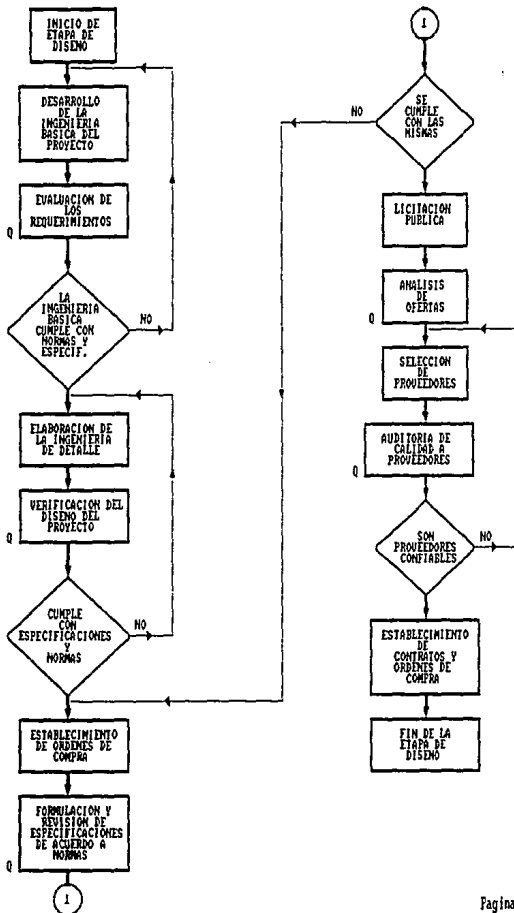 INICIO DE
ETAPA DE
DISENO
DESARROLLO
DE LA
INGENIERIA
BASICA DEL
PROYECTO
EVALUACION DE
LOS
REQUERIMIENTOS
Q
LA
INGENIERIA
BASICA
CUMPLE CON
NORMAS Y
ESPECIF.
NO
ELABORACION DE
LA INGENIERIA
DE DETALLE
VERIFICACION DEL
DISENO DEL
PROYECTO
Q
CUMPLE
CON
ESPECIFICACIONES
Y
NORMAS
NO
ESTABLECIMIENTO
DE ORDENES DE
COMPRA
FORMULACION Y
REVISION DE
ESPECIFICACIONES
DE ACUERDO A
NORMAS
Q
1
1
SE
CUMPLE
CON LAS
MISMAS
NO
LICITACION
PUBLICA
ANALISIS
DE
OFERTAS
Q
SELECCION
DE
PROVEEDORES
AUDITORIA DE
CALIDAD A
PROVEEDORES
Q
SON
PROVEEDORES
CONFIABLES
NO
ESTABLECIMIENTO
DE
CONTRATOS Y
ORDENES DE
COMPRA
FIN DE LA
ETAPA DE
DISENO
Pagina